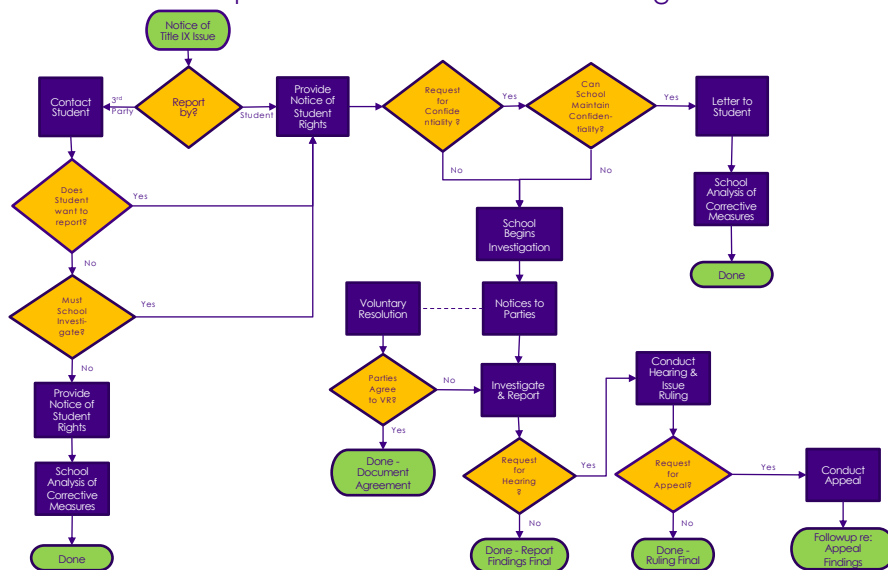 Notice of
Title IX Issue
Contact
Student
3rd
Party
Report
by?
Student
Provide
Notice of
Student
Rights
Request
for
Confide
ntiality ?
Yes
Can
School
Maintain
Confiden-
tiality?
Yes
Letter to
Student
No
No
Does
Student
want to
report?
Yes
School
Analysis of
Corrective
Measures
School
Begins
Investigation
No
Done
Must
School
Investi-
gate?
Yes
Voluntary
Resolution
Notices to
Parties
No
Provide
Notice of
Student
Rights
Parties
Agree
to VR?
No
Investigate
& Report
Conduct
Hearing &
Issue
Ruling
Yes
School
Analysis of
Corrective
Measures
Done -
Document
Agreement
Request
for
Hearing
?
Yes
Request
for
Appeal?
Yes
Conduct
Appeal
No
No
Done
Done - Report
Findings Final
Done -
Ruling Final
Followup re:
Appeal
Findings